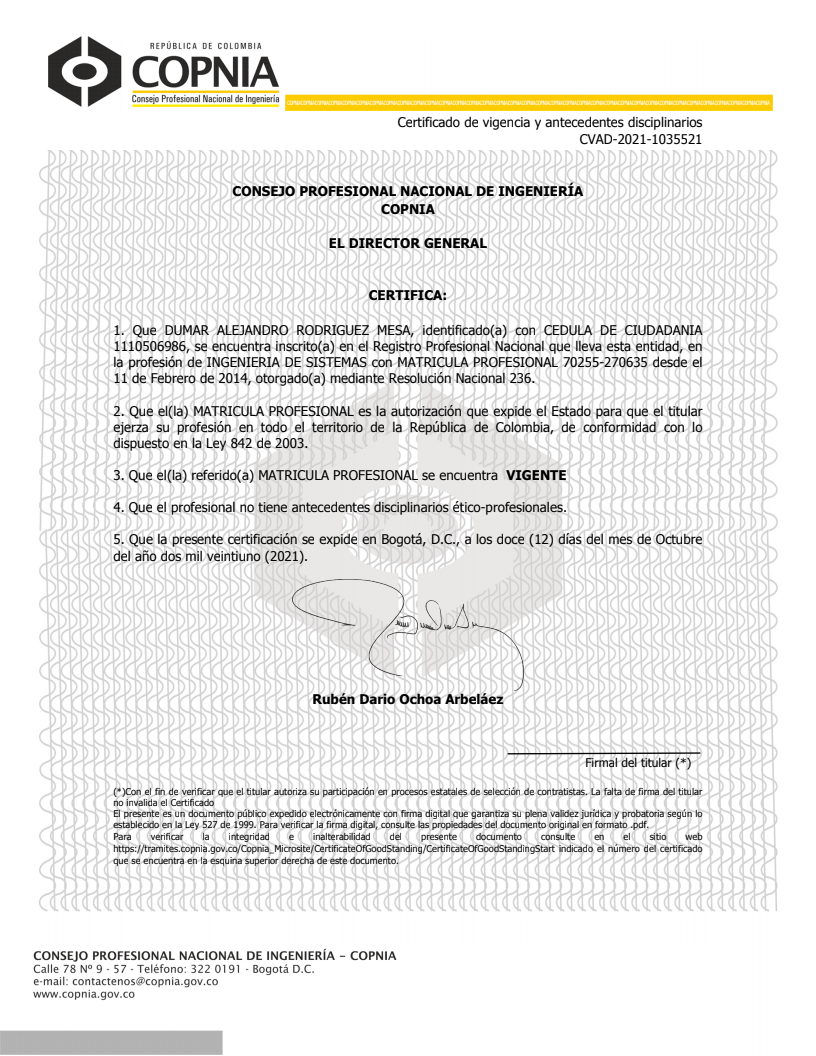 REPÚBLICA DE COLOMBIA
COPNIA
Consejo Profesional Nacional de Ingeniería
Certificado de vigencia y antecedentes disciplinarios
CVAD-2021-1035521
CONSEJO PROFESIONAL NACIONAL DE INGENIERÍA
COPNIA
EL DIRECTOR GENERAL
CERTIFICA:
1. Que DUMAR ALEJANDRO RODRIGUEZ MESA, identificado(a) con CEDULA DE CIUDADANIA
1110506986, se encuentra inscrito(a) en el Registro Profesional Nacional que lleva esta entidad, en
la profesión de INGENIERIA DE SISTEMAS con MATRICULA PROFESIONAL 70255-270635 desde el
11 de Febrero de 2014, otorgado(a) mediante Resolución Nacional 236.
2. Que el(la) MATRICULA PROFESIONAL es la autorización que expide el Estado para que el titular
ejerza su profesión en todo el territorio de la República de Colombia, de conformidad con lo
dispuesto en la Ley 842 de 2003.
3. Que el(la) referido(a) MATRICULA PROFESIONAL se encuentra VIGENTE
4. Que el profesional no tiene antecedentes disciplinarios ético-profesionales.
5. Que la presente certificación se expide en Bogotá, D.C., a los doce (12) días del mes de Octubre
del año dos mil veintiuno (2021).
Rubén Dario Ochoa Arbeláez
Firmal del titular (*)
(*)Con el fin de verificar que el titular autoriza su participación en procesos estatales de selección de contratistas. La falta de firma del titular
no invalida el Certificado
El presente es un documento público expedido electrónicamente con firma digital que garantiza su plena validez jurídica y probatoria según lo
establecido en la Ley 527 de 1999. Para verificar la firma digital, consulte las propiedades del documento original en formato .pdf.
Para verificar la integridad e inalterabilidad del presente documento consulte en el sitio web
https://tramites.copnia.gov.co/Copnia_Microsite/CertificateOfGoodStanding/CertificateOfGoodStandingStart indicado el número del certificado
que se encuentra en la esquina superior derecha de este documento.
CONSEJO PROFESIONAL NACIONAL DE INGENIERÍA – COPNIA
Calle 78 Nº 9 - 57 - Teléfono: 322 0191 - Bogotá D.C.
e-mail: contactenos@copnia.gov.co
www.copnia.gov.co